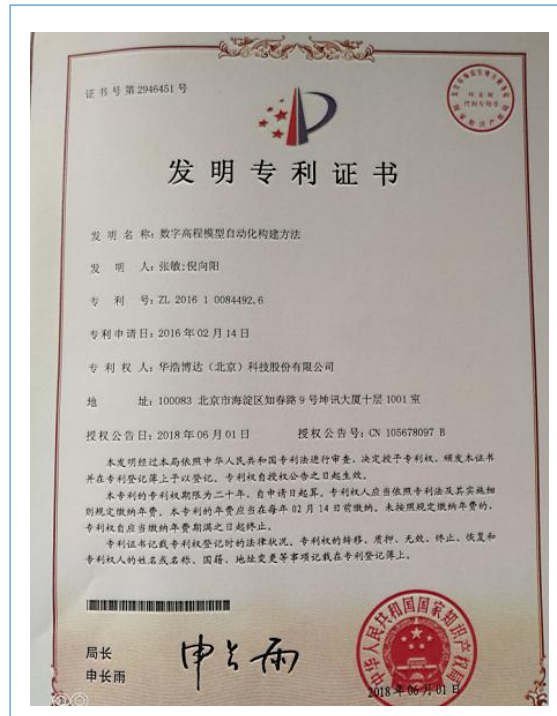 证书号第2946451号
发明专利证书
发明名称：数字高程模型自动化构建方法
发明人：张敏;倪向阳
专利号：ZL 2016 1 0084492.6
专利申请日：2016年02月14日
专利权人：华浩博达（北京）科技股份有限公司
地址：100083 北京市海淀区知春路9号坤讯大厦十层1001室
授权公告日：2018年06月01日 授权公告号：CN 105678097 B
本发明经过本局依照中华人民共和国专利法进行审查，决定授予专利权，颁发本证书
并在专利登记簿上予以登记。专利权自授权公告之日起生效。
本专利的专利权期限为二十年，自申请日起算。专利权人应当依照专利法及其实施细
则规定缴纳年费。本专利的年费应当在每年02月14日前缴纳。未按照规定缴纳年费的，
专利权自应当缴纳年费期满之日起终止。
专利证书记载专利权登记时的法律状况。专利权的转移、质押、无效、终止、恢复和
专利权人的姓名或名称、国籍、地址变更等事项记载在专利登记簿上。
局长
申长雨
申长雨
中华人民共和国国家知识产权局
2018年06月01日